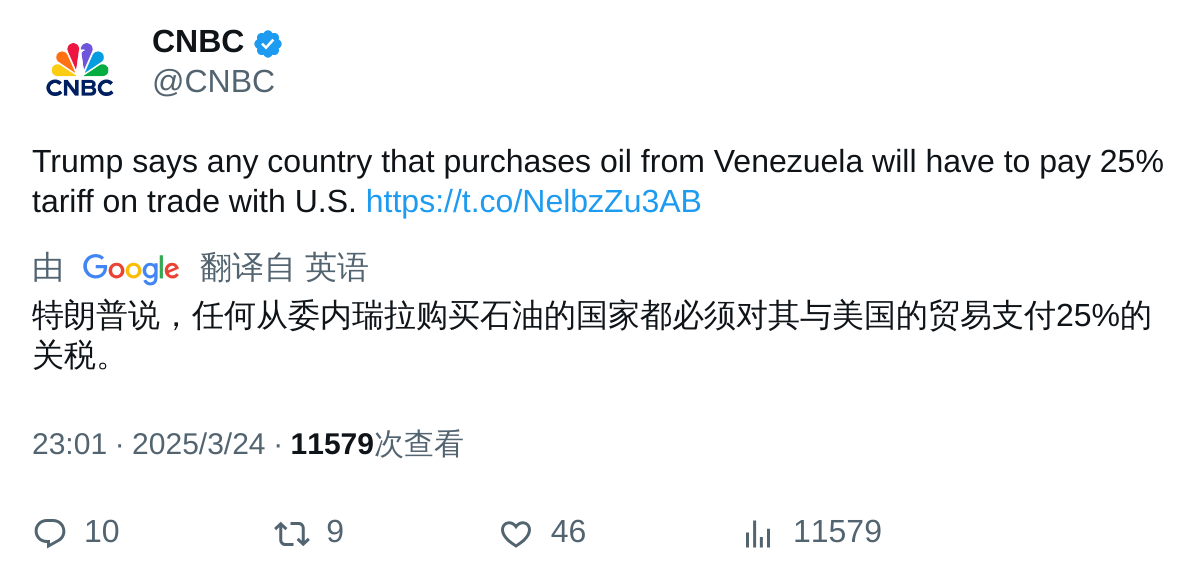 CNBC
CNBC
@CNBC
Trump says any country that purchases oil from Venezuela will have to pay 25%
tariff on trade with U.S. https://t.co/NelbzZu3AB
由 Google 翻译自 英语
特朗普说，任何从委内瑞拉购买石油的国家都必须对其与美国的贸易支付25%的
关税。
23:01 · 2025/3/24 · 11579次查看
10 9 46 11579